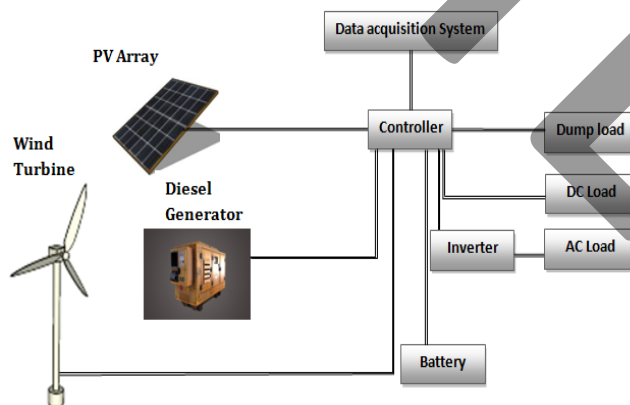 Data acquisition System
PV Array
Controller
Dump load
Wind
Turbine
Diesel
Generator
DC Load
Inverter
AC Load
Battery